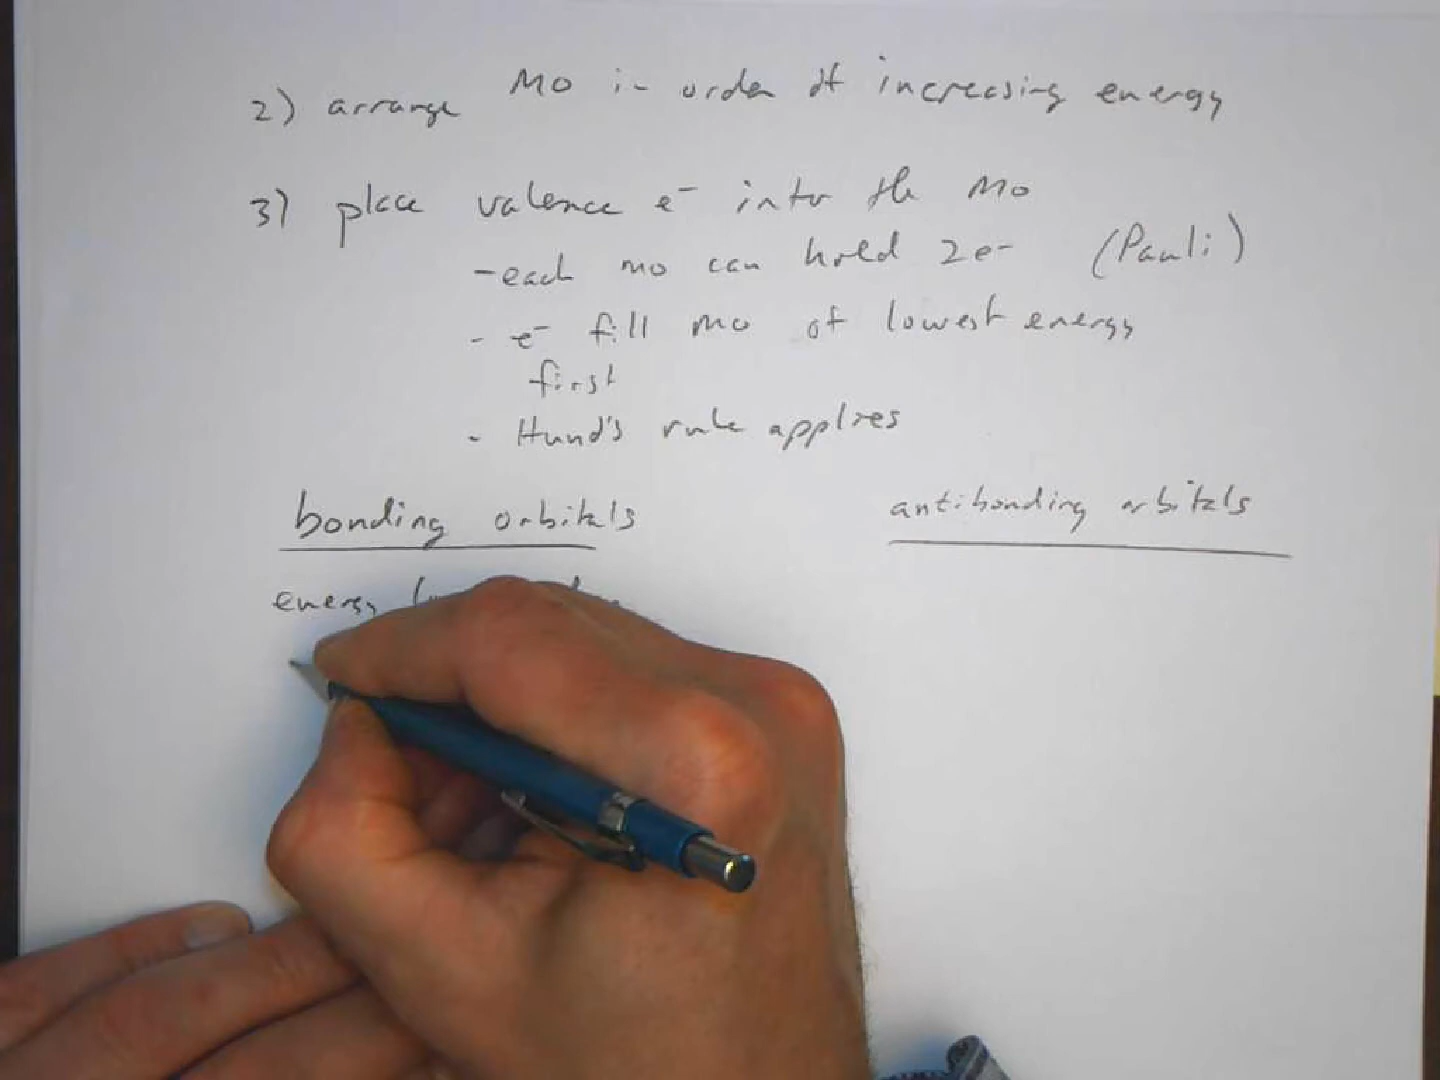 2) arrange MO in order of increasing energy
3) place valence e⁻ into the MO
- each MO can hold 2e⁻ (Pauli)
- e⁻ fill MO of lowest energy
first
- Hund's rule applies
bonding orbitals antibonding orbitals
energy